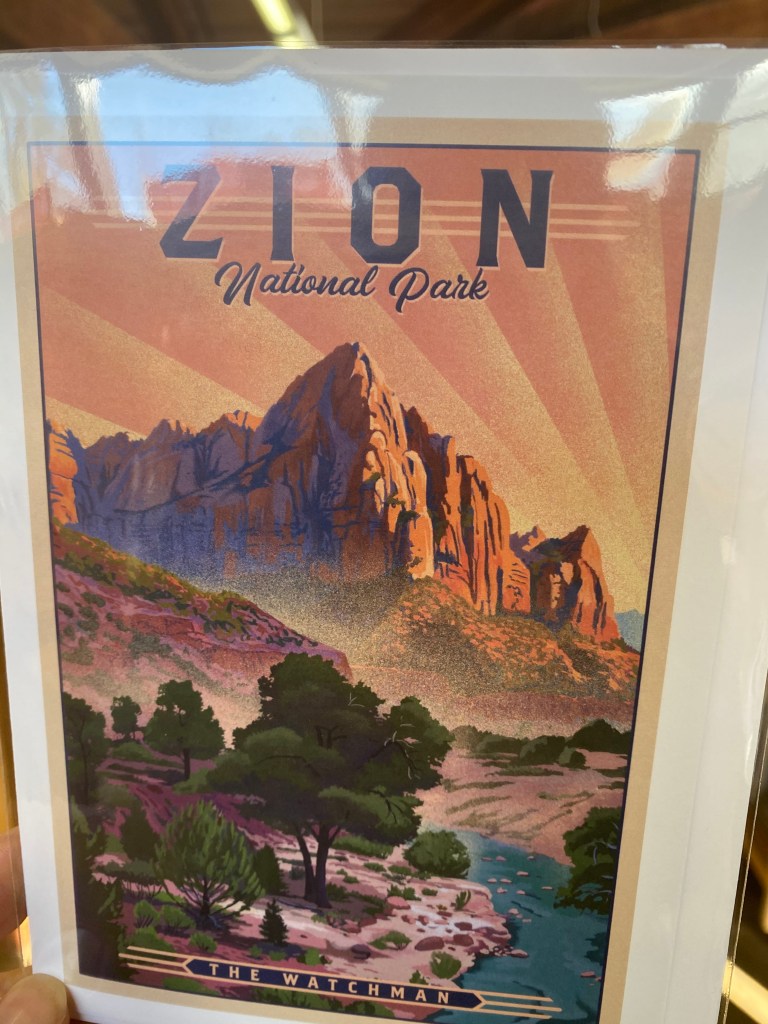 ZION
National Park
THE WATCHMAN